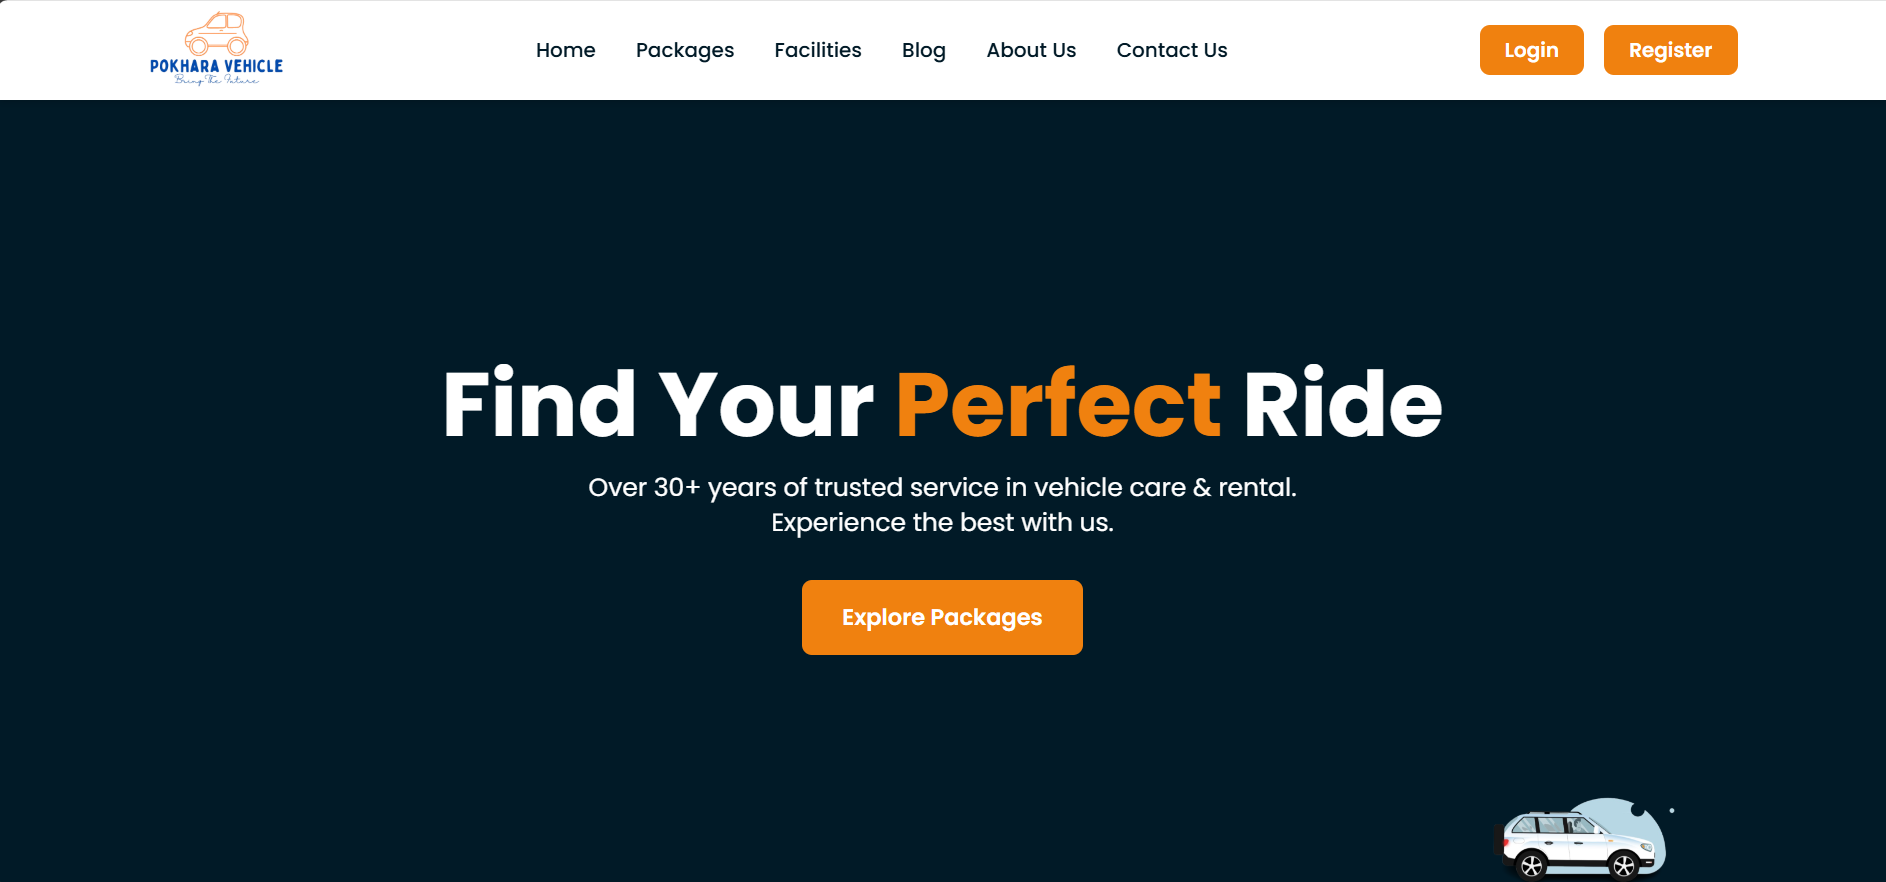 POKHARA VEHICLE
Bring The Future
Home Packages Facilities Blog About Us Contact Us
Login Register
Find Your Perfect Ride
Over 30+ years of trusted service in vehicle care & rental.
Experience the best with us.
Explore Packages